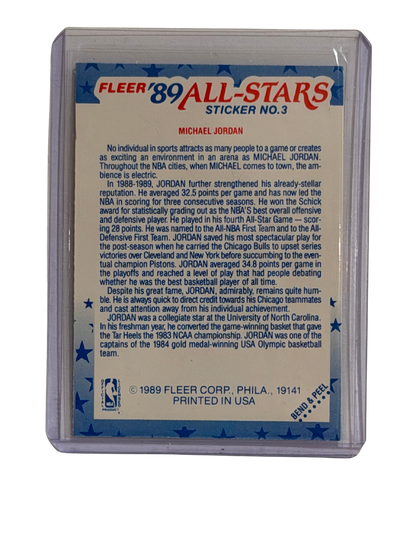 FLEER '89 ALL-STARS
STICKER NO.3
MICHAEL JORDAN
No individual in sports attracts as many people to a game or creates
as exciting an environment in an arena as MICHAEL JORDAN.
Throughout the NBA cities, when MICHAEL comes to town, the am-
bience is electric.
In 1988-1989, JORDAN further strengthened his already-stellar
reputation. He averaged 32.5 points per game and has now led the
NBA in scoring for three consecutive seasons. He won the Schick
award for statistically grading out as the NBA'S best overall offensive
and defensive player. He played in his fourth All-Star Game — scor-
ing 28 points. He was named to the All-NBA First Team and to the All-
Defensive First Team. JORDAN saved his most spectacular play for
the post-season when he carried the Chicago Bulls to upset series
victories over Cleveland and New York before succumbing to the even-
tual champion Pistons. JORDAN averaged 34.8 points per game in
the playoffs and reached a level of play that had people debating
whether he was the best basketball player of all time.
Despite his great fame, JORDAN, admirably, remains quite hum-
ble. He is always quick to direct credit towards his Chicago teammates
and cast attention away from his individual achievement.
JORDAN was a collegiate star at the University of North Carolina.
In his freshman year, he converted the game-winning basket that gave
the Tar Heels the 1983 NCAA championship. JORDAN was one of the
captains of the 1984 gold medal-winning USA Olympic basketball
team.
© 1989 FLEER CORP., PHILA., 19141
PRINTED IN USA
BEND & PEEL